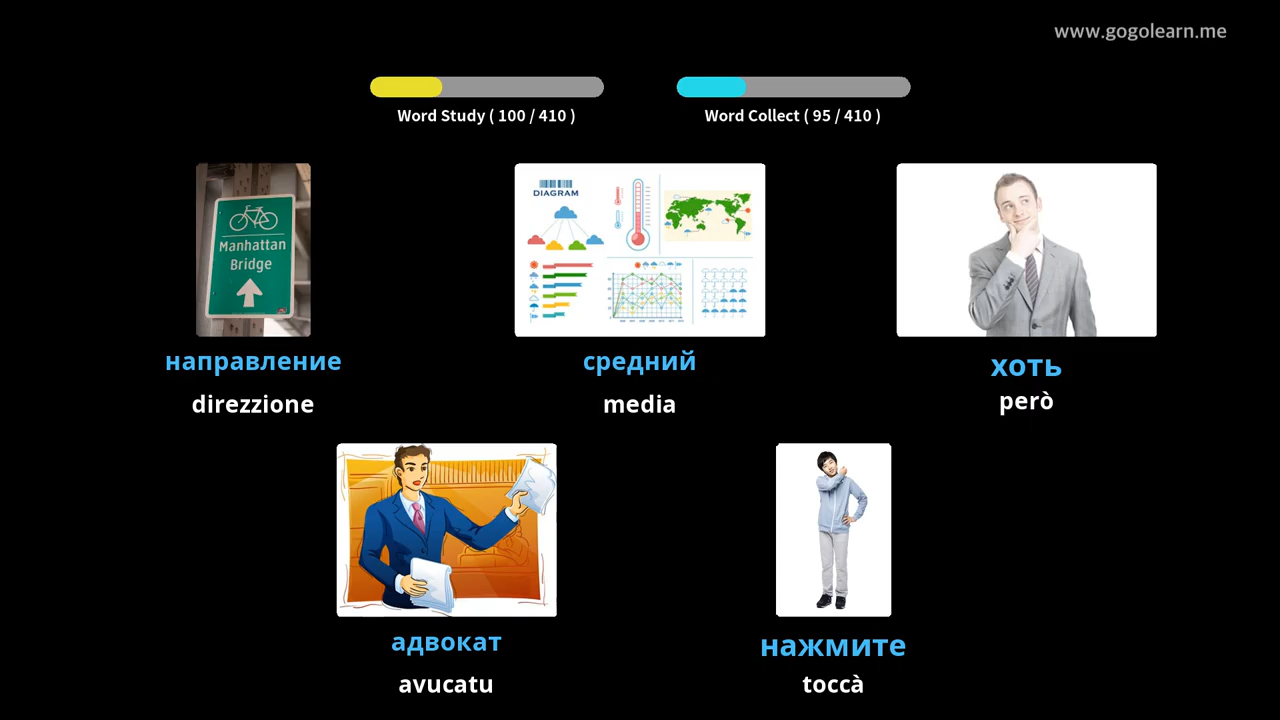 www.gogolearn.me
Word Study ( 100 / 410 )
Word Collect ( 95 / 410 )
Manhattan
Bridge
DIAGRAM
направление
direzzione
средний
media
хоть
però
адвокат
avucatu
нажмите
toccà